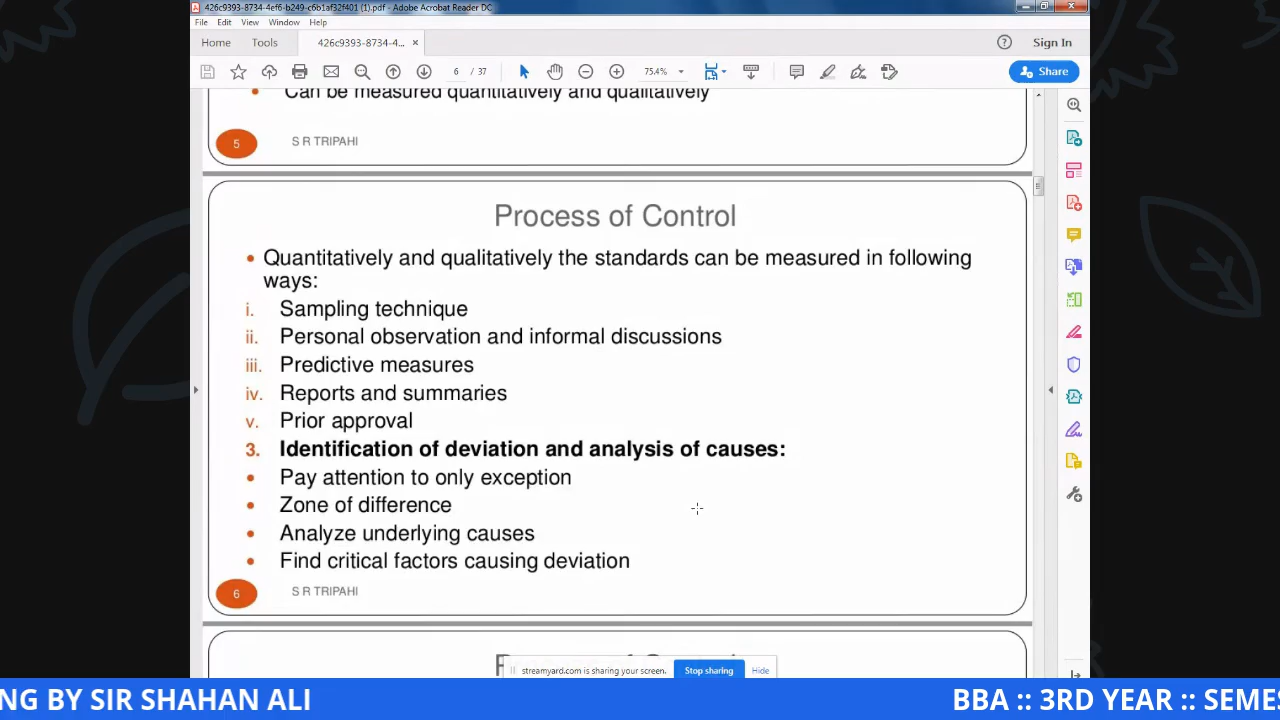 426c9393-8734-4ef6-b249-c6b1af32f401 (1).pdf - Adobe Acrobat Reader DC
File Edit View Window Help
Home Tools 426c9393-8734-4... × Sign In
6 / 37 75.4% Share
Can be measured quantitatively and qualitatively
5 S R TRIPAHI
Process of Control
• Quantitatively and qualitatively the standards can be measured in following
ways:
i. Sampling technique
ii. Personal observation and informal discussions
iii. Predictive measures
iv. Reports and summaries
v. Prior approval
3. Identification of deviation and analysis of causes:
• Pay attention to only exception
• Zone of difference
• Analyze underlying causes
• Find critical factors causing deviation
6 S R TRIPAHI
streamyard.com is sharing your screen. Stop sharing Hide
NG BY SIR SHAHAN ALI BBA :: 3RD YEAR :: SEMES